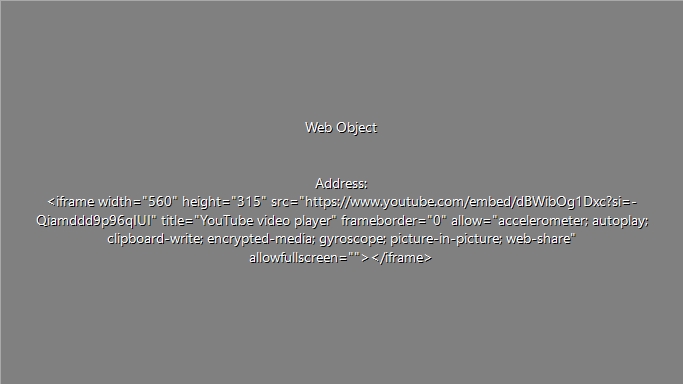 Web Object
Address:
<iframe width="560" height="315" src="https://www.youtube.com/embed/dBWibOg1Dxc?si=-
Qiamddd9p96qlUI" title="YouTube video player" frameborder="0" allow="accelerometer; autoplay;
clipboard-write; encrypted-media; gyroscope; picture-in-picture; web-share"
allowfullscreen=""></iframe>